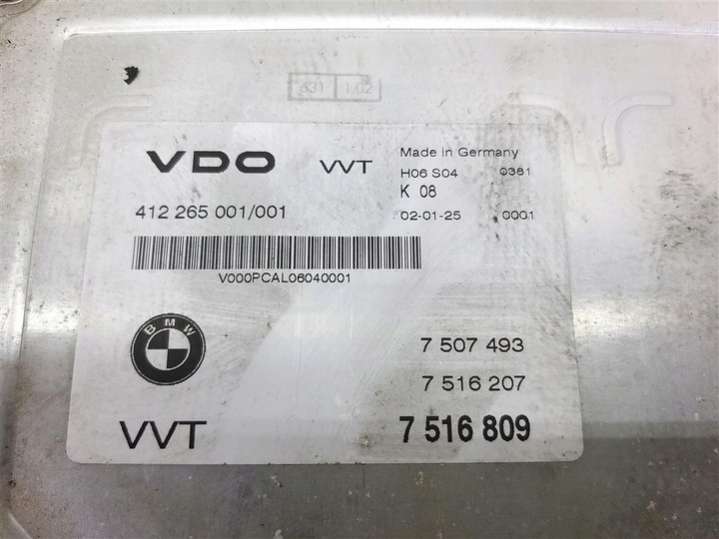 331 1.02
VDO VVT Made in Germany
H06 S04 0361
K 08
412 265 001/001 02-01-25 0001
V000PCAL06040001
BMW
7 507 493
7 516 207
VVT 7 516 809